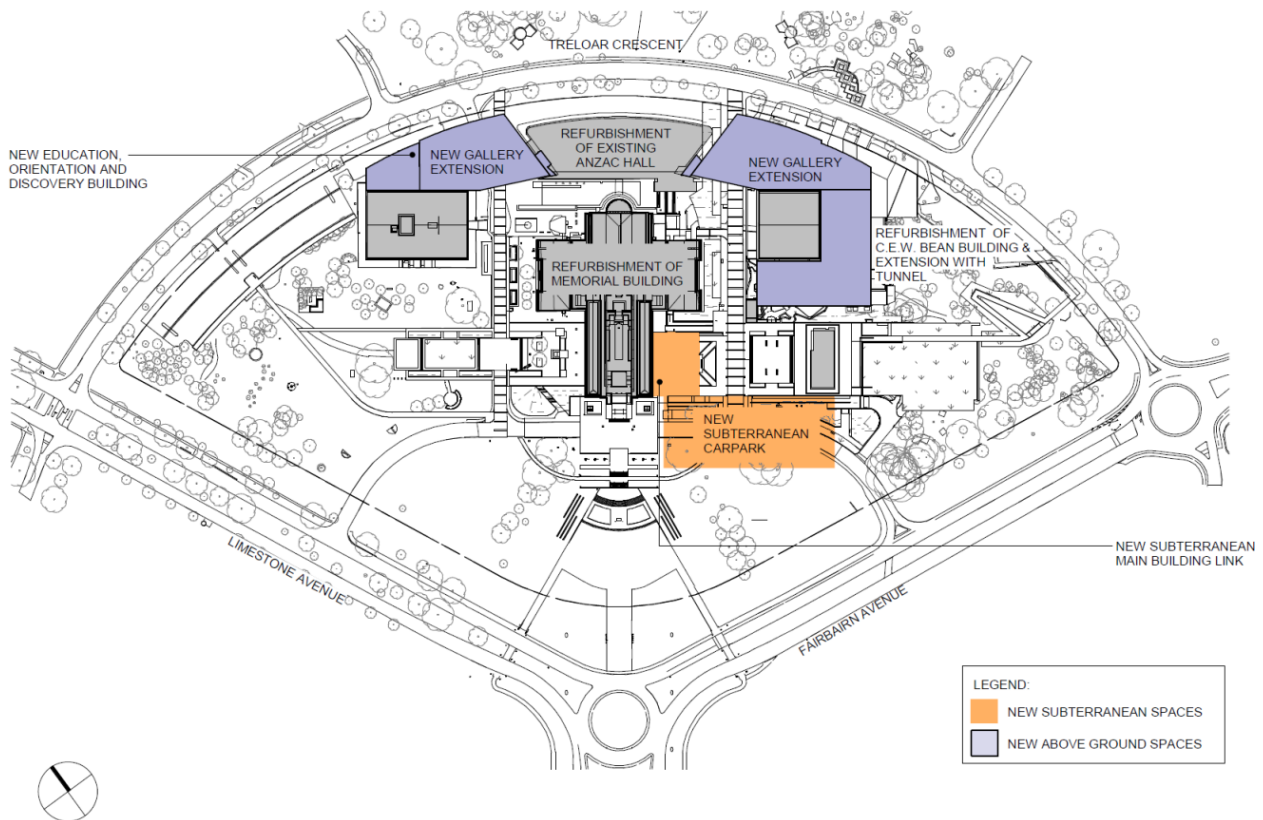 TRELOAR CRESCENT
NEW EDUCATION,
ORIENTATION AND
DISCOVERY BUILDING
NEW GALLERY
EXTENSION
REFURBISHMENT
OF EXISTING
ANZAC HALL
NEW GALLERY
EXTENSION
REFURBISHMENT OF
C.E.W. BEAN BUILDING &
EXTENSION WITH
TUNNEL
REFURBISHMENT OF
MEMORIAL BUILDING
NEW
SUBTERRANEAN
CARPARK
NEW SUBTERRANEAN
MAIN BUILDING LINK
LIMESTONE AVENUE
FAIRBAIRN AVENUE
LEGEND:
NEW SUBTERRANEAN SPACES
NEW ABOVE GROUND SPACES